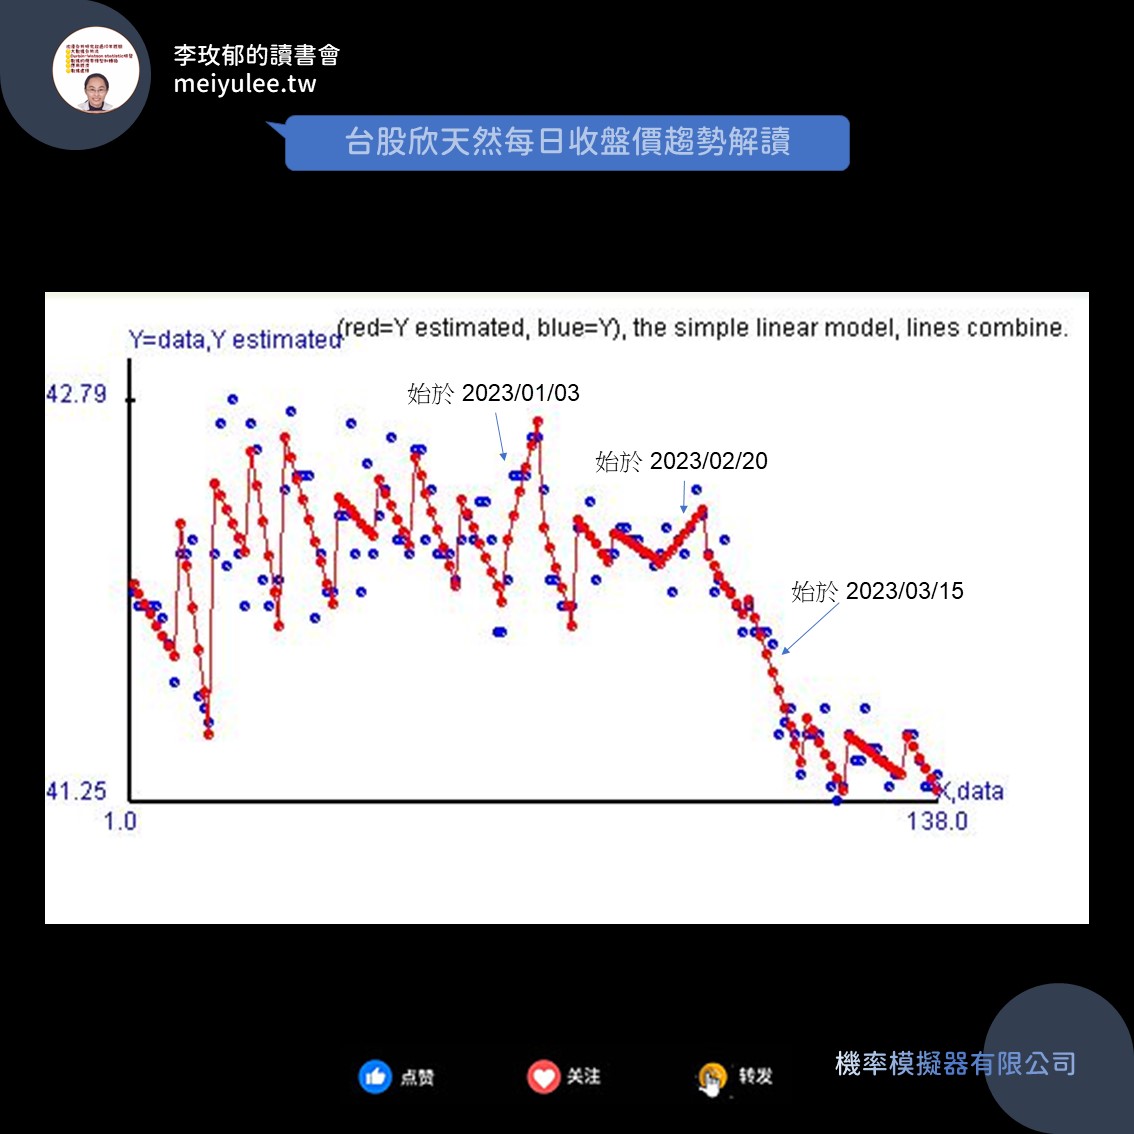 李玫郁的讀書會
meiyulee.tw
台股欣天然每日收盤價趨勢解讀
Y=data,Y estimated
(red=Y estimated, blue=Y), the simple linear model, lines combine.
42.79
始於 2023/01/03
始於 2023/02/20
始於 2023/03/15
41.25
X,data
1.0
138.0
点赞
关注
转发
機率模擬器有限公司